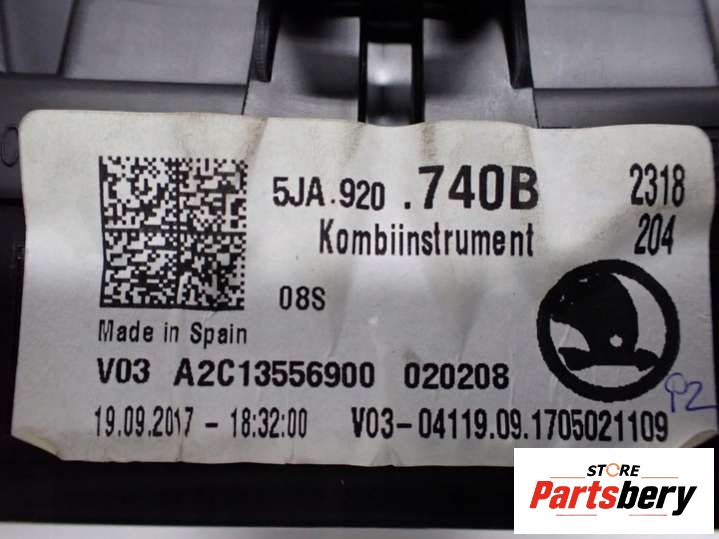 5JA.920 .740B 2318
Kombiinstrument 204
08S
Made in Spain
V03 A2C13556900 020208
19.09.2017 - 18:32:00 V03-04119.09.1705021109
P2
STORE
Partsbery